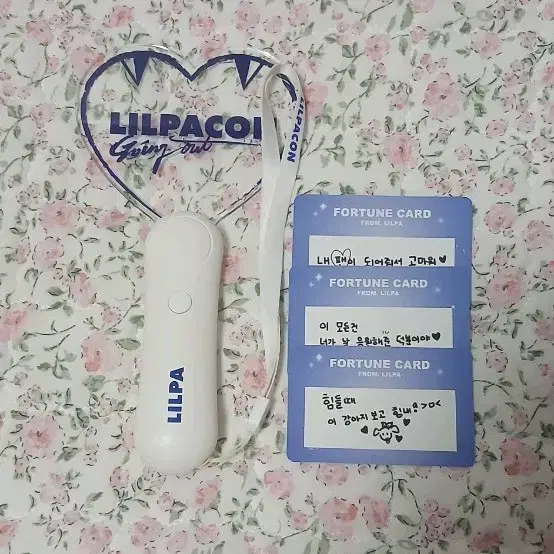 LILPACON
Going out
LILPACON
LILPA
FORTUNE CARD
FROM. LILPA
내 팬이 되어줘서 고마워♥
FORTUNE CARD
FROM. LILPA
이 모든건
너가 날 응원해준 덕분이야♥
FORTUNE CARD
FROM. LILPA
힘들때
이 강아지 보고 힘내!